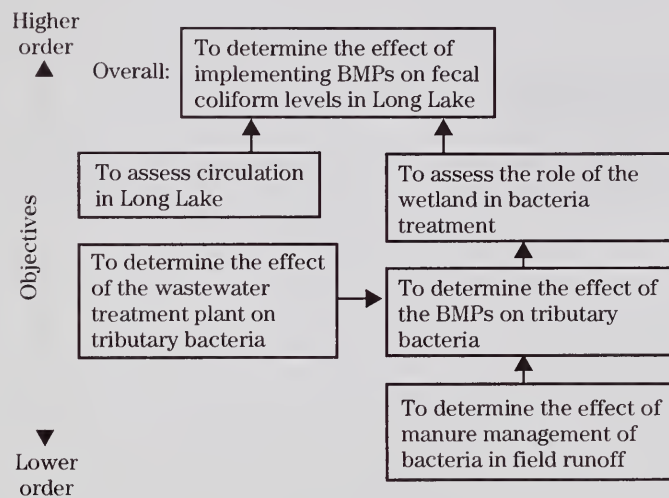 Higher
order
Overall:
To determine the effect of
implementing BMPs on fecal
coliform levels in Long Lake
To assess circulation
in Long Lake
To assess the role of the
wetland in bacteria
treatment
Objectives
To determine the effect
of the wastewater
treatment plant on
tributary bacteria
To determine the effect of
the BMPs on tributary
bacteria
To determine the effect of
manure management of
bacteria in field runoff
Lower
order